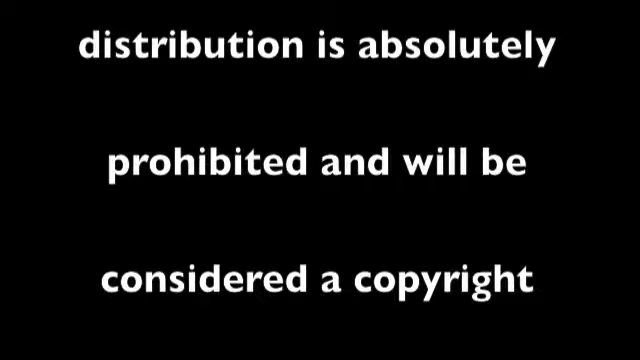 distribution is absolutely
prohibited and will be
considered a copyright